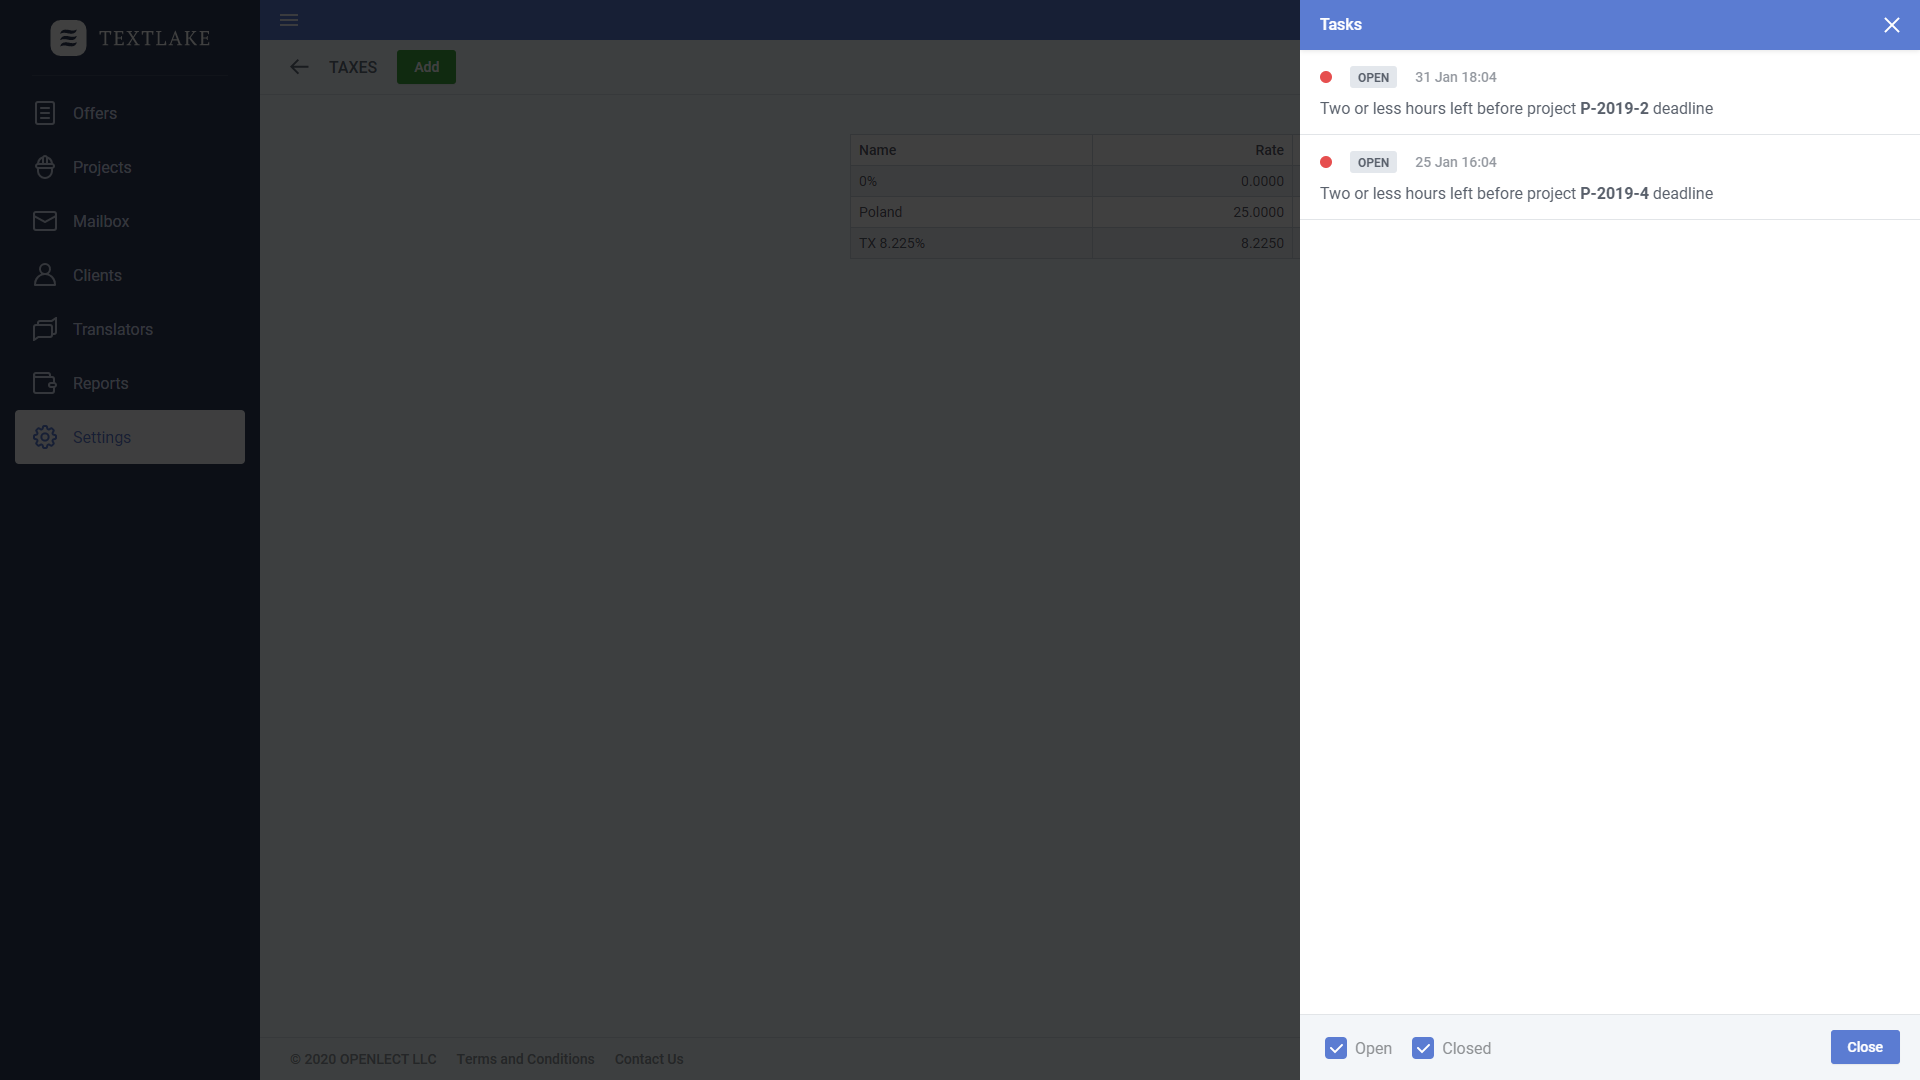 TEXTLAKE
Offers
Projects
Mailbox
Clients
Translators
Reports
Settings
TAXES
Add
Name Rate
0% 0.0000
Poland 25.0000
TX 8.225% 8.2250
© 2020 OPENLECT LLC Terms and Conditions Contact Us
Tasks
OPEN 31 Jan 18:04
Two or less hours left before project P-2019-2 deadline
OPEN 25 Jan 16:04
Two or less hours left before project P-2019-4 deadline
Open Closed Close